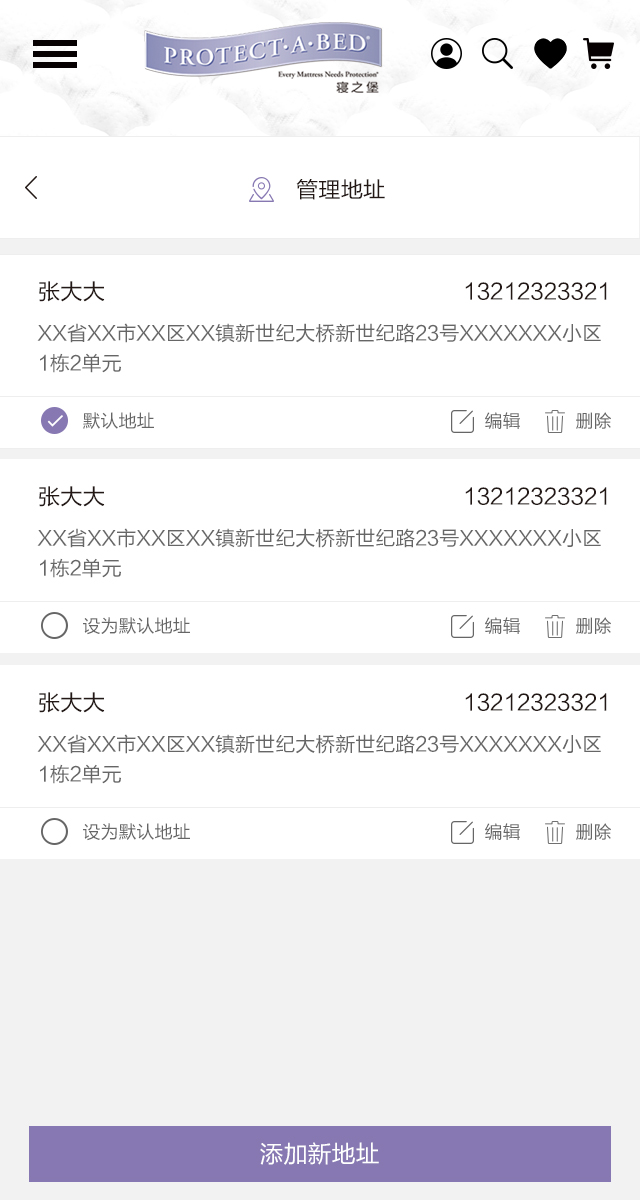 PROTECT·A·BED®
Every Mattress Needs Protection®
寝之堡
管理地址
张大大 13212323321
XX省XX市XX区XX镇新世纪大桥新世纪路23号XXXXXXX小区
1栋2单元
默认地址 编辑 删除
张大大 13212323321
XX省XX市XX区XX镇新世纪大桥新世纪路23号XXXXXXX小区
1栋2单元
设为默认地址 编辑 删除
张大大 13212323321
XX省XX市XX区XX镇新世纪大桥新世纪路23号XXXXXXX小区
1栋2单元
设为默认地址 编辑 删除
添加新地址